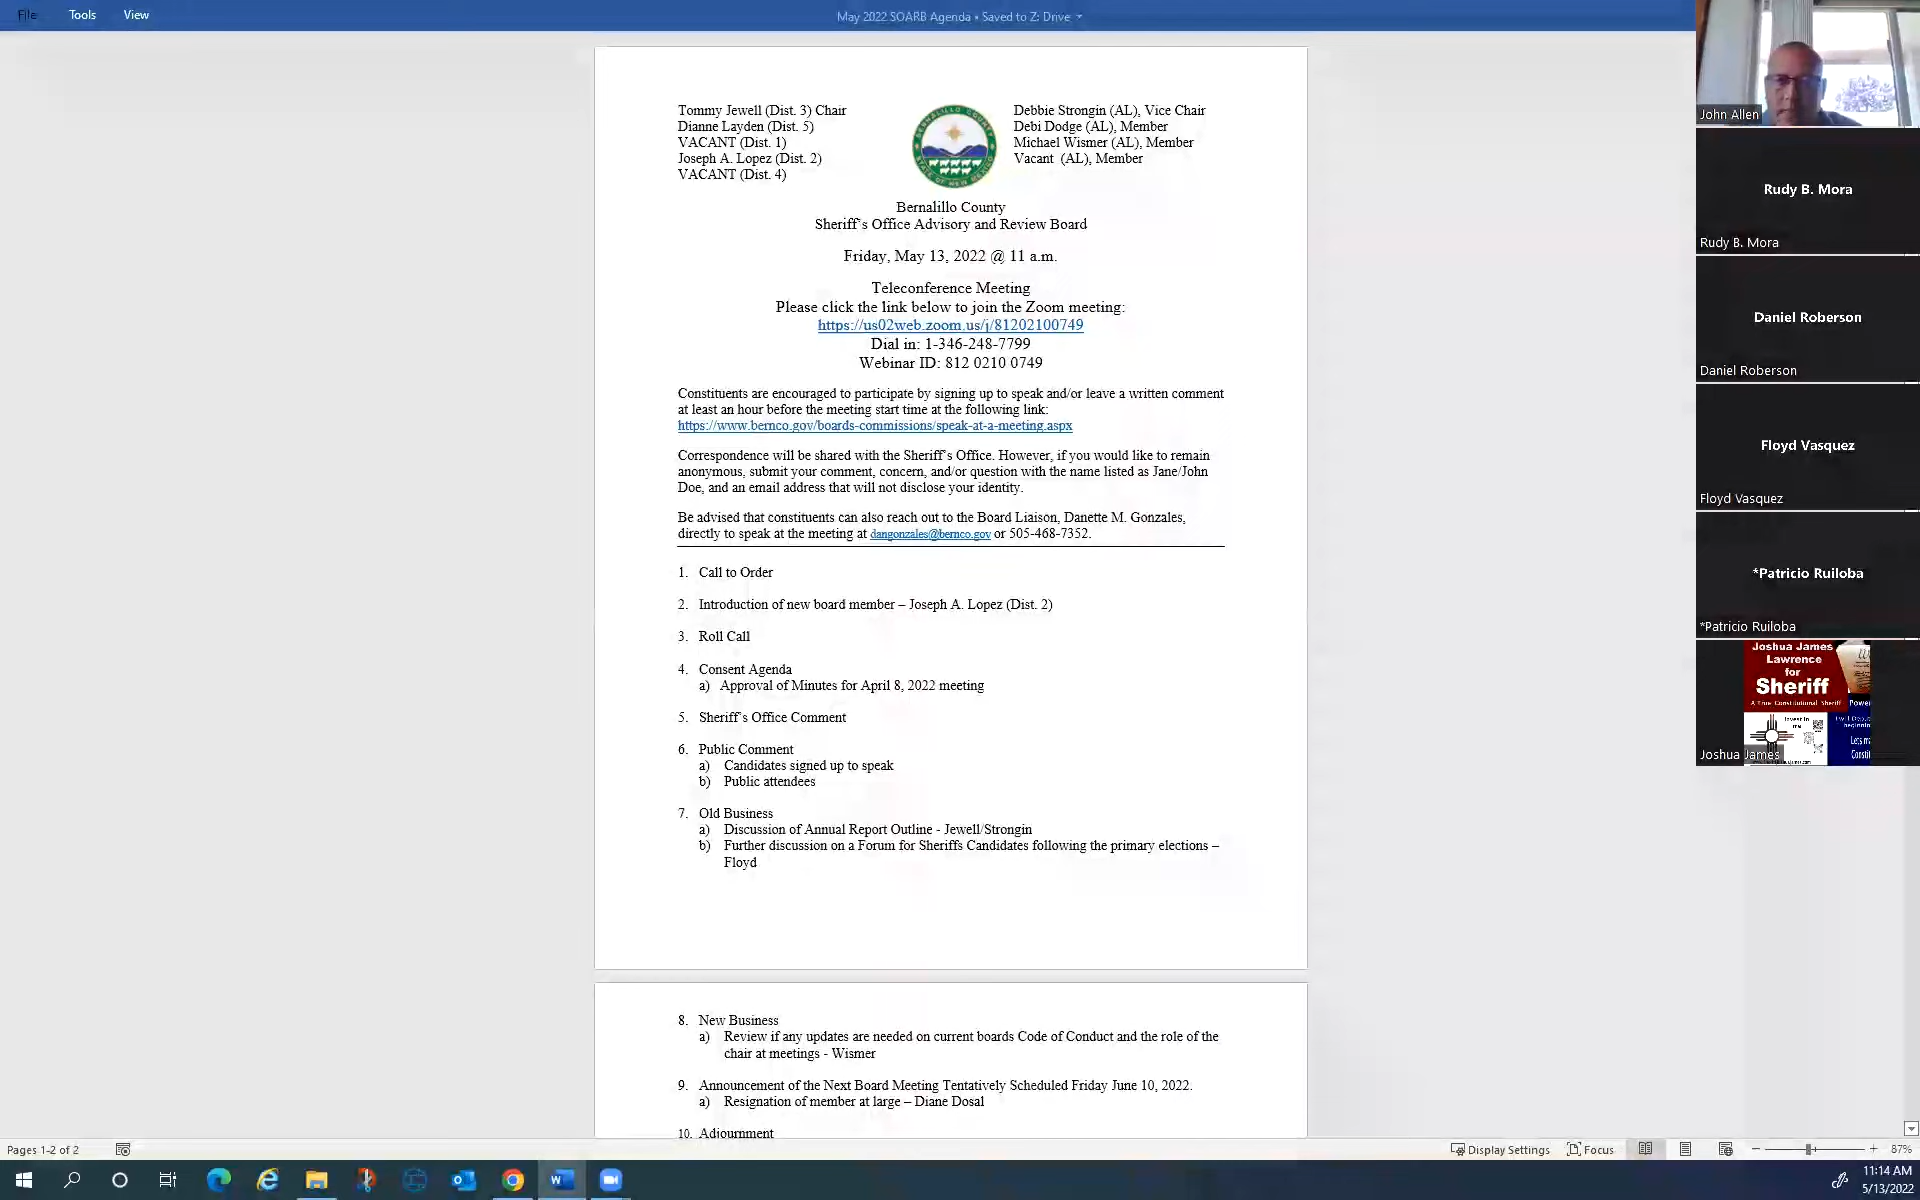 File Tools View
May 2022 SOARB Agenda • Saved to Z: Drive
Tommy Jewell (Dist. 3) Chair
Dianne Layden (Dist. 5)
VACANT (Dist. 1)
Joseph A. Lopez (Dist. 2)
VACANT (Dist. 4)
BERNALILLO COUNTY
STATE OF NEW MEXICO
Debbie Strongin (AL), Vice Chair
Debi Dodge (AL), Member
Michael Wismer (AL), Member
Vacant (AL), Member
Bernalillo County
Sheriff's Office Advisory and Review Board
Friday, May 13, 2022 @ 11 a.m.
Teleconference Meeting
Please click the link below to join the Zoom meeting:
https://us02web.zoom.us/j/81202100749
Dial in: 1-346-248-7799
Webinar ID: 812 0210 0749
Constituents are encouraged to participate by signing up to speak and/or leave a written comment
at least an hour before the meeting start time at the following link:
https://www.bernco.gov/boards-commissions/speak-at-a-meeting.aspx
Correspondence will be shared with the Sheriff's Office. However, if you would like to remain
anonymous, submit your comment, concern, and/or question with the name listed as Jane/John
Doe, and an email address that will not disclose your identity.
Be advised that constituents can also reach out to the Board Liaison, Danette M. Gonzales,
directly to speak at the meeting at dangonzales@bernco.gov or 505-468-7352.
1. Call to Order
2. Introduction of new board member – Joseph A. Lopez (Dist. 2)
3. Roll Call
4. Consent Agenda
a) Approval of Minutes for April 8, 2022 meeting
5. Sheriff's Office Comment
6. Public Comment
a) Candidates signed up to speak
b) Public attendees
7. Old Business
a) Discussion of Annual Report Outline - Jewell/Strongin
b) Further discussion on a Forum for Sheriffs Candidates following the primary elections –
Floyd
8. New Business
a) Review if any updates are needed on current boards Code of Conduct and the role of the
chair at meetings - Wismer
9. Announcement of the Next Board Meeting Tentatively Scheduled Friday June 10, 2022.
a) Resignation of member at large – Diane Dosal
10. Adjournment
John Allen
Rudy B. Mora
Rudy B. Mora
Daniel Roberson
Daniel Roberson
Floyd Vasquez
Floyd Vasquez
*Patricio Ruiloba
*Patricio Ruiloba
Joshua James
Lawrence
for
Sheriff
A True Constitutional Sheriff
Invest in
Joshua James
Pages 1-2 of 2
Display Settings Focus 87%
11:14 AM
5/13/2022